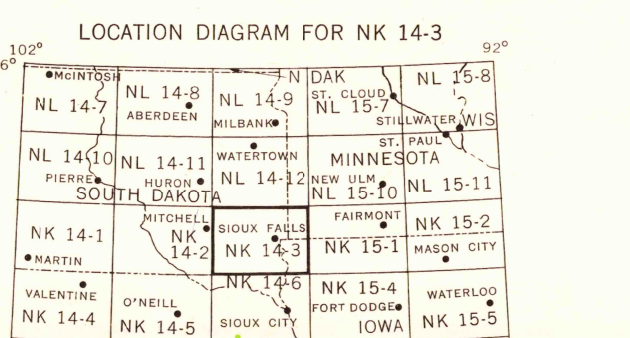 LOCATION DIAGRAM FOR NK 14-3
102° 92°
6°
McINTOSH
NL 14-7
NL 14-8
ABERDEEN
NL 14-9
MILBANK
N DAK
ST. CLOUD
NL 15-7
NL 15-8
STILLWATER WIS
ST. PAUL
NL 14-10
PIERRE
NL 14-11
HURON
SOUTH DAKOTA
WATERTOWN
NL 14-12
MINNESOTA
NEW ULM
NL 15-10
NL 15-11
NK 14-1
MARTIN
MITCHELL
NK
14-2
SIOUX FALLS
NK 14-3
FAIRMONT
NK 15-1
NK 15-2
MASON CITY
VALENTINE
NK 14-4
O'NEILL
NK 14-5
NK 14-6
SIOUX CITY
NK 15-4
FORT DODGE
IOWA
WATERLOO
NK 15-5